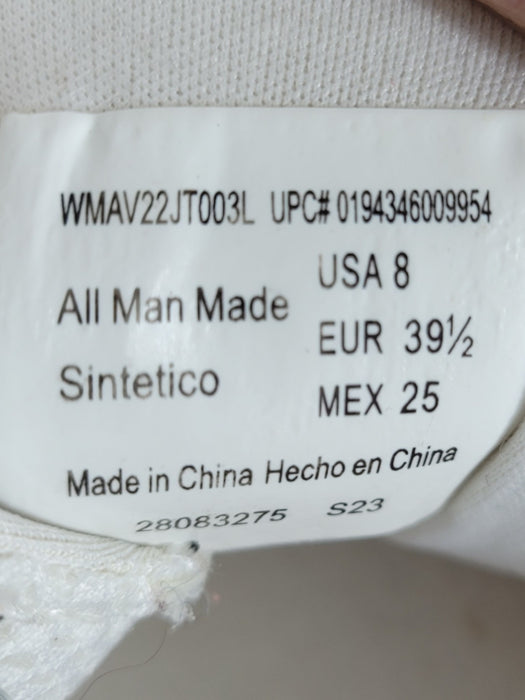 WMAV22JT003L UPC# 0194346009954
All Man Made
Sintetico
USA 8
EUR 39½
MEX 25
Made in China Hecho en China
28083275 S23